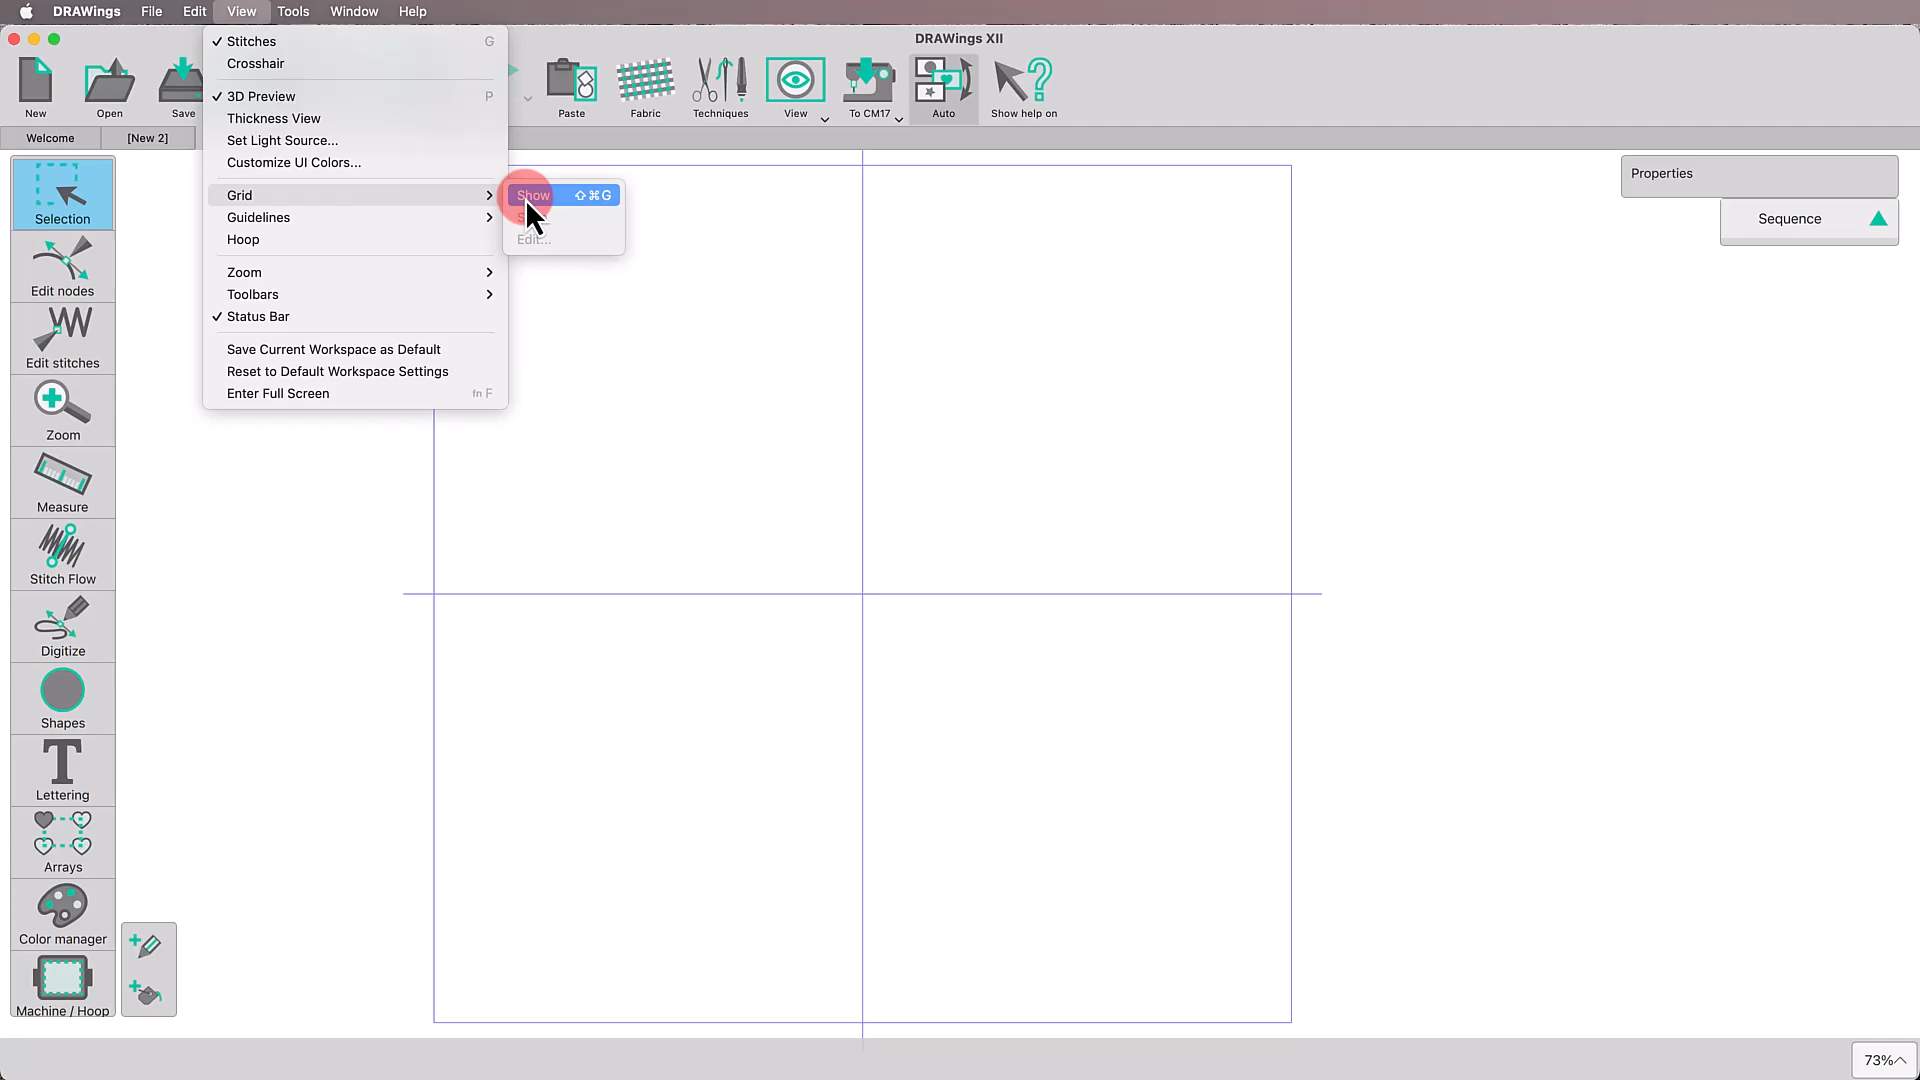 DRAWings File Edit View Tools Window Help
DRAWings XII
New
Open
Save
Paste
Fabric
Techniques
View
To CM17
Auto
Show help on
Welcome
[New 2]
✓ Stitches G
Crosshair
✓ 3D Preview P
Thickness View
Set Light Source...
Customize UI Colors...
Grid
Guidelines
Hoop
Zoom
Toolbars
✓ Status Bar
Save Current Workspace as Default
Reset to Default Workspace Settings
Enter Full Screen fn F
Show ⇧⌘G
Edit...
Properties
Sequence
Selection
Edit nodes
Edit stitches
Zoom
Measure
Stitch Flow
Digitize
Shapes
Lettering
Arrays
Color manager
Machine / Hoop
73%